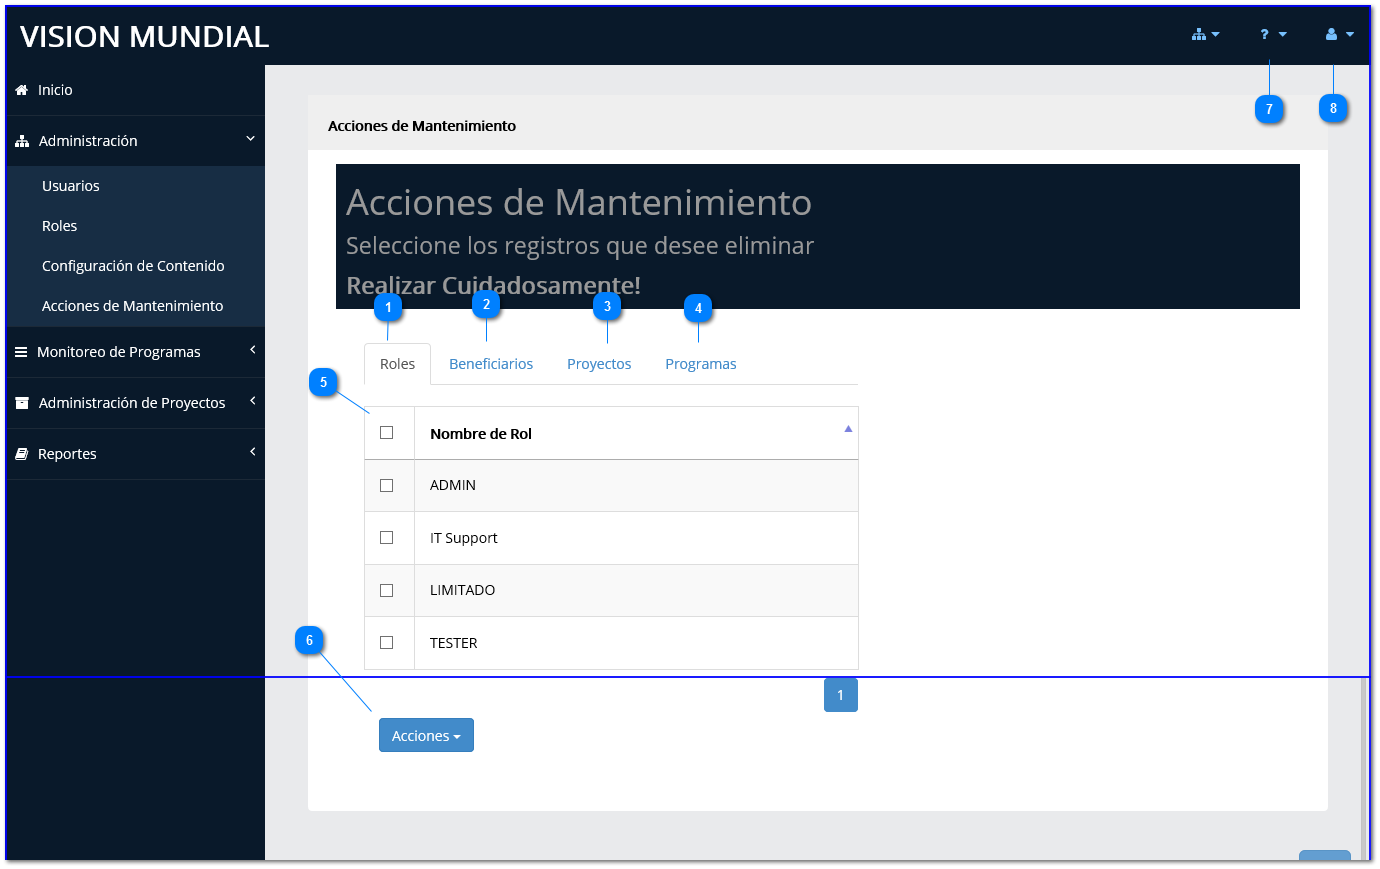 VISION MUNDIAL
?
7
8
Inicio
Administración
Usuarios
Roles
Configuración de Contenido
Acciones de Mantenimiento
Monitoreo de Programas
Administración de Proyectos
Reportes
Acciones de Mantenimiento
Acciones de Mantenimiento
Seleccione los registros que desee eliminar
Realizar Cuidadosamente!
1
2
3
4
Roles
Beneficiarios
Proyectos
Programas
5
Nombre de Rol
ADMIN
IT Support
LIMITADO
TESTER
6
1
Acciones